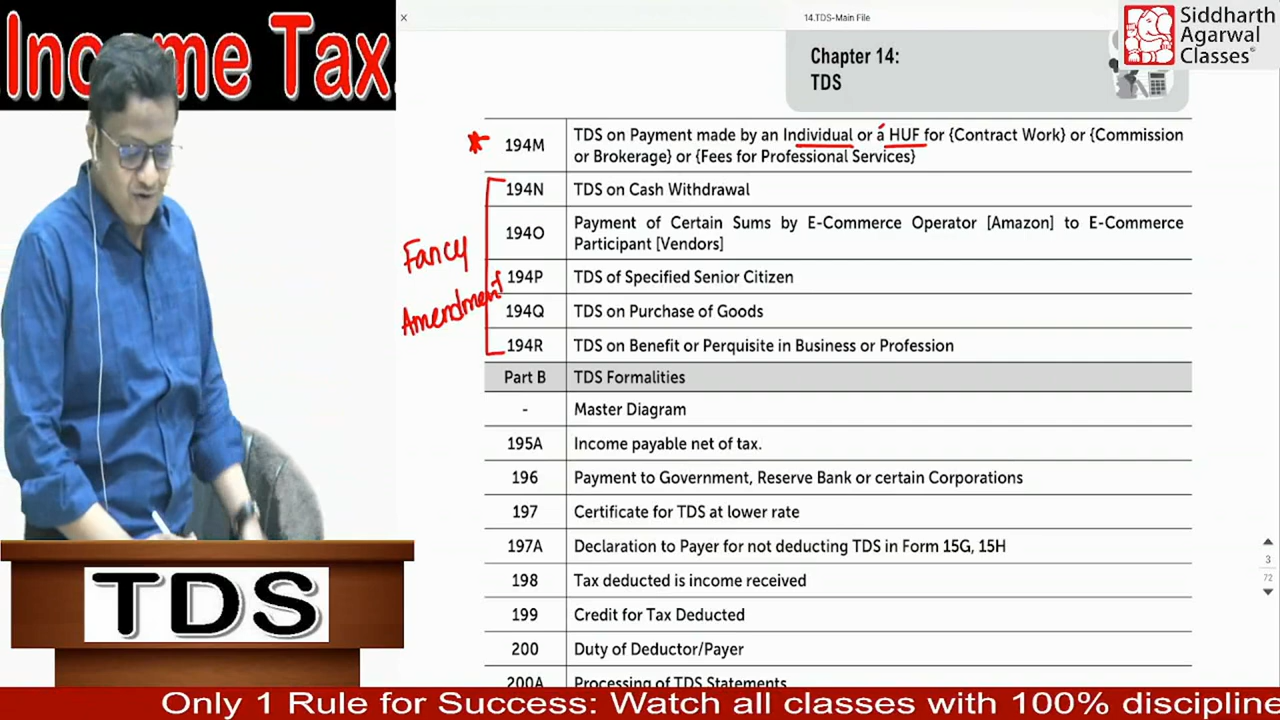 Income Tax.
14.TDS-Main File
Siddharth
Agarwal
Classes
Chapter 14:
TDS
194M TDS on Payment made by an Individual or a HUF for {Contract Work} or {Commission
or Brokerage} or {Fees for Professional Services}
194N TDS on Cash Withdrawal
194O Payment of Certain Sums by E-Commerce Operator [Amazon] to E-Commerce
Participant [Vendors]
Fancy
Amendment
194P TDS of Specified Senior Citizen
194Q TDS on Purchase of Goods
194R TDS on Benefit or Perquisite in Business or Profession
Part B TDS Formalities
- Master Diagram
195A Income payable net of tax.
196 Payment to Government, Reserve Bank or certain Corporations
197 Certificate for TDS at lower rate
197A Declaration to Payer for not deducting TDS in Form 15G, 15H
198 Tax deducted is income received
199 Credit for Tax Deducted
200 Duty of Deductor/Payer
200A Processing of TDS Statements
3
72
TDS
Only 1 Rule for Success: Watch all classes with 100% discipline